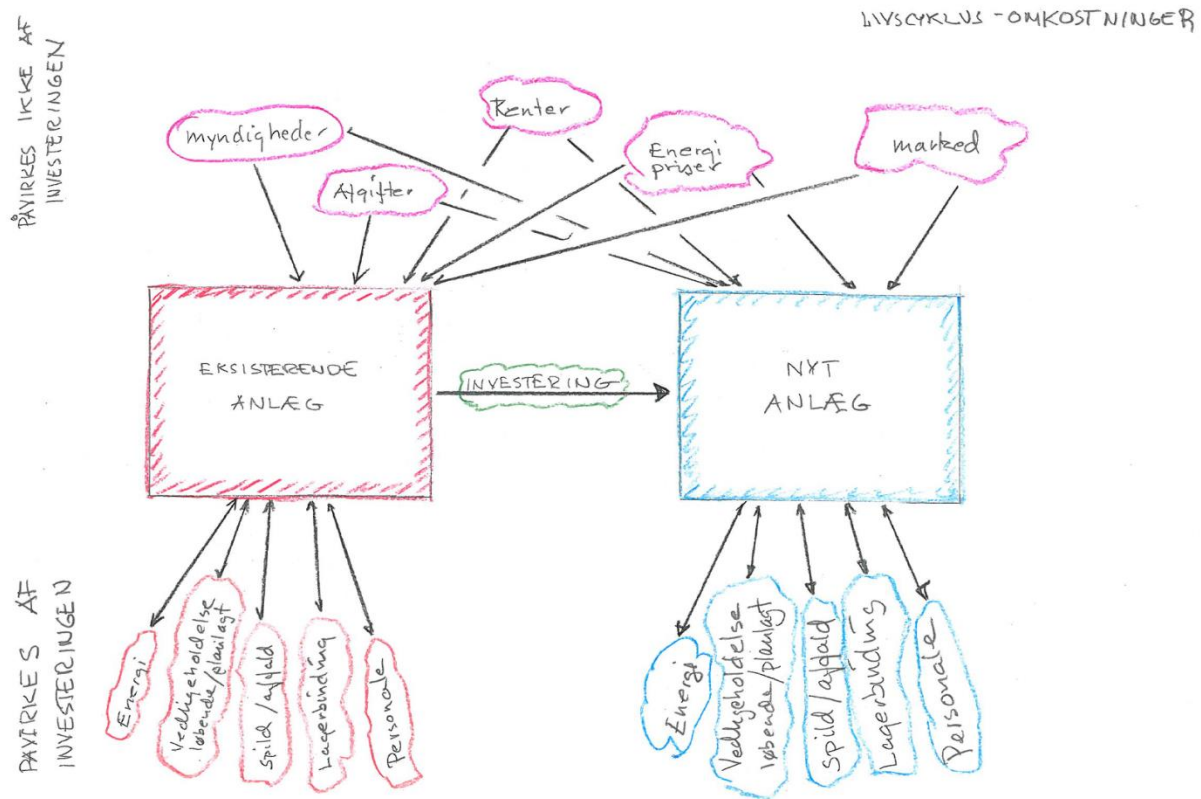 LIVSCYKLUS - OMKOSTNINGER
PÅVIRKES IKKE AF
INVESTERINGEN
myndigheder
Renter
Afgifter
Energi
priser
marked
EKSISTERENDE
ANLÆG
INVESTERING
NYT
ANLÆG
PÅVIRKES AF
INVESTERINGEN
Energi
Vedligeholdelse
løbende/planlagt
Spild/affald
Lagerbinding
Personale
Energi
Vedligeholdelse
løbende/planlagt
Spild/affald
Lagerbinding
Personale